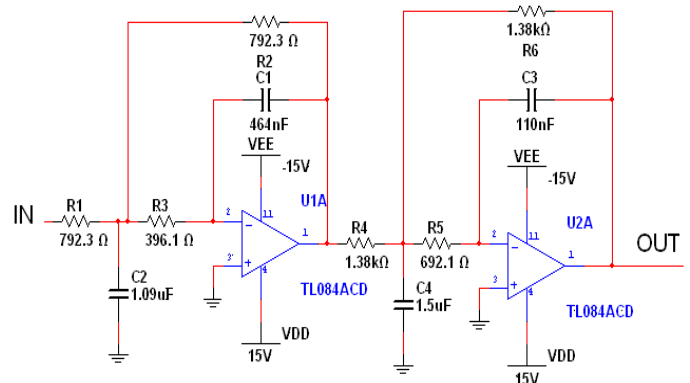 792.3 Ω
R2
C1
464nF
VEE
-15V
U1A
11
IN
R1
792.3 Ω
R3
396.1 Ω
2
3
1
4
C2
1.09uF
TL084ACD
VDD
15V
1.38kΩ
R6
C3
110nF
VEE
-15V
U2A
11
R4
1.38kΩ
R5
692.1 Ω
2
3
1
4
OUT
C4
1.5uF
TL084ACD
VDD
15V